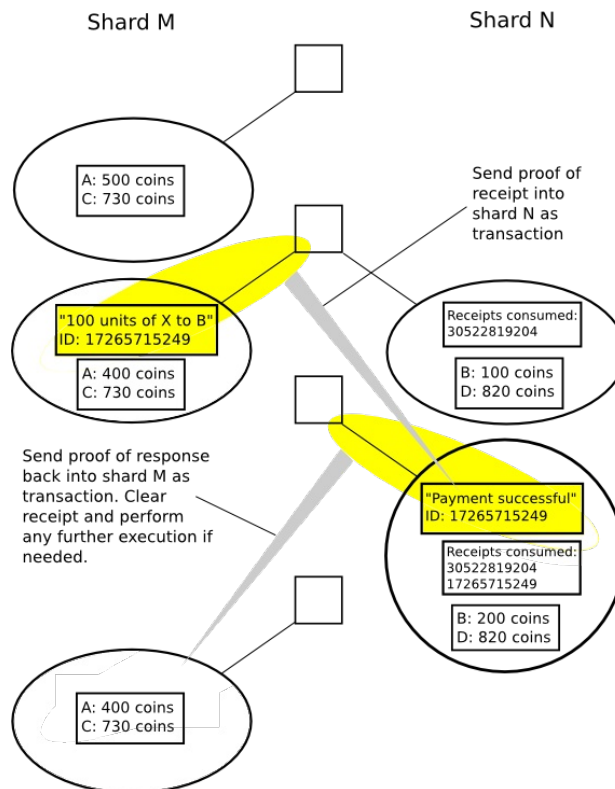 Shard M
Shard N
A: 500 coins
C: 730 coins
Send proof of
receipt into
shard N as
transaction
"100 units of X to B"
ID: 17265715249
A: 400 coins
C: 730 coins
Receipts consumed:
30522819204
B: 100 coins
D: 820 coins
Send proof of response
back into shard M as
transaction. Clear
receipt and perform
any further execution if
needed.
"Payment successful"
ID: 17265715249
Receipts consumed:
30522819204
17265715249
B: 200 coins
D: 820 coins
A: 400 coins
C: 730 coins